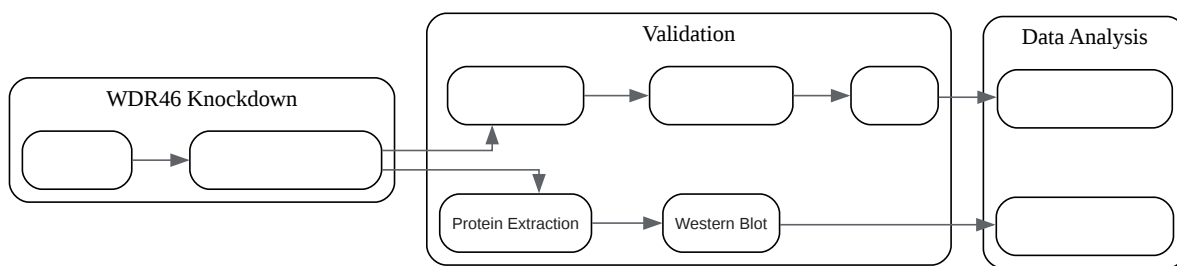 Validation
Data Analysis
WDR46 Knockdown
Protein Extraction
Western Blot